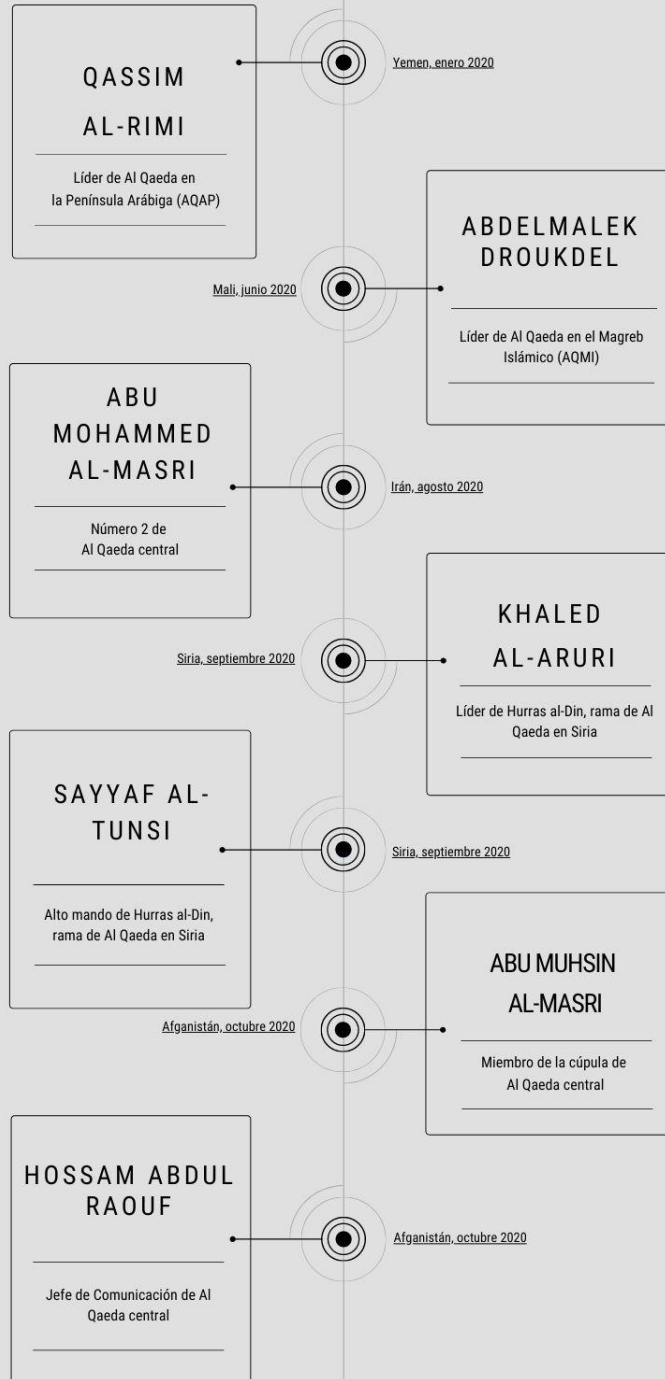 QASSIM
AL-RIMI
Líder de Al Qaeda en
la Península Arábiga (AQAP)
Yemen, enero 2020
ABDELMALEK
DROUKDEL
Líder de Al Qaeda en el Magreb
Islámico (AQMI)
Mali, junio 2020
ABU
MOHAMMED
AL-MASRI
Número 2 de
Al Qaeda central
Irán, agosto 2020
KHALED
AL-ARURI
Líder de Hurras al-Din, rama de Al
Qaeda en Siria
Siria, septiembre 2020
SAYYAF AL-
TUNSI
Alto mando de Hurras al-Din,
rama de Al Qaeda en Siria
Siria, septiembre 2020
ABU MUHSIN
AL-MASRI
Miembro de la cúpula de
Al Qaeda central
Afganistán, octubre 2020
HOSSAM ABDUL
RAOUF
Jefe de Comunicación de Al
Qaeda central
Afganistán, octubre 2020